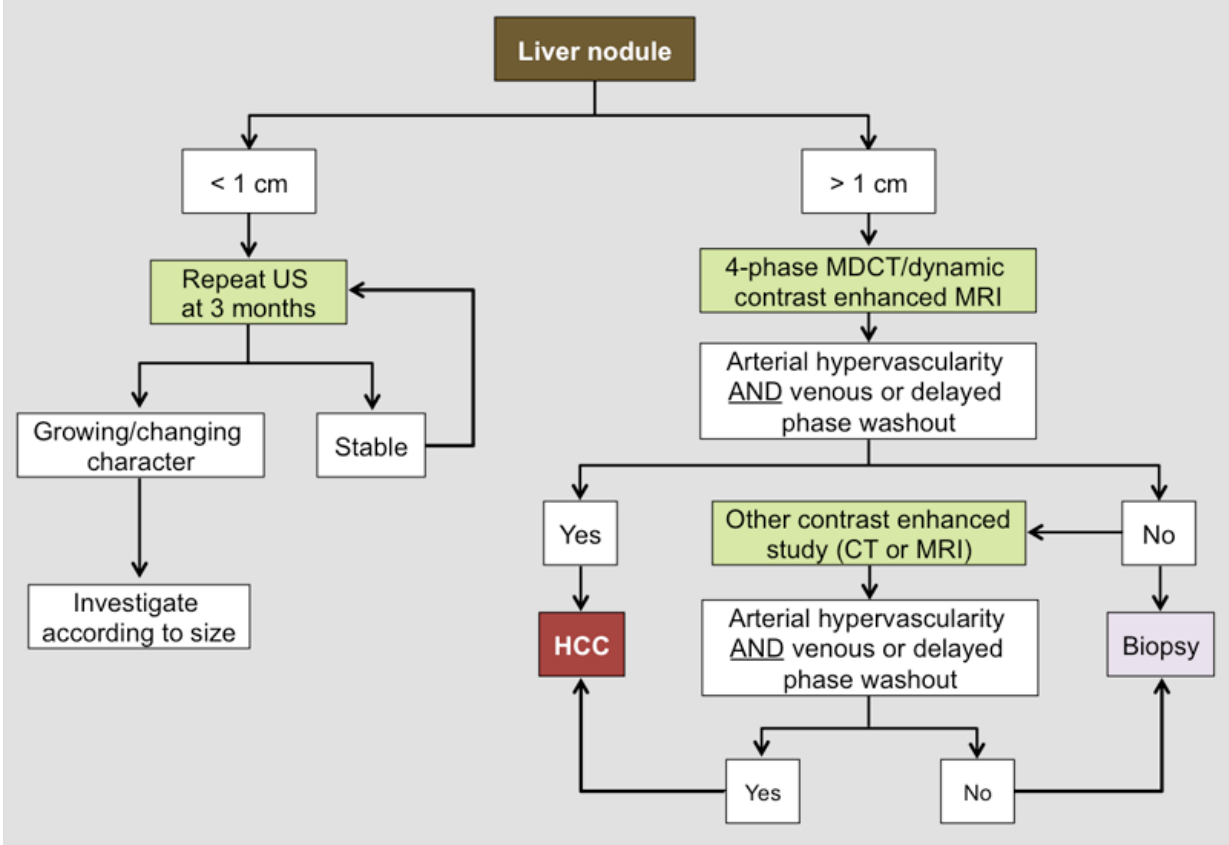 Liver nodule
< 1 cm
> 1 cm
Repeat US
at 3 months
4-phase MDCT/dynamic
contrast enhanced MRI
Arterial hypervascularity
AND venous or delayed
phase washout
Growing/changing
character
Stable
Yes
Other contrast enhanced
study (CT or MRI)
No
Investigate
according to size
HCC
Arterial hypervascularity
AND venous or delayed
phase washout
Biopsy
Yes
No